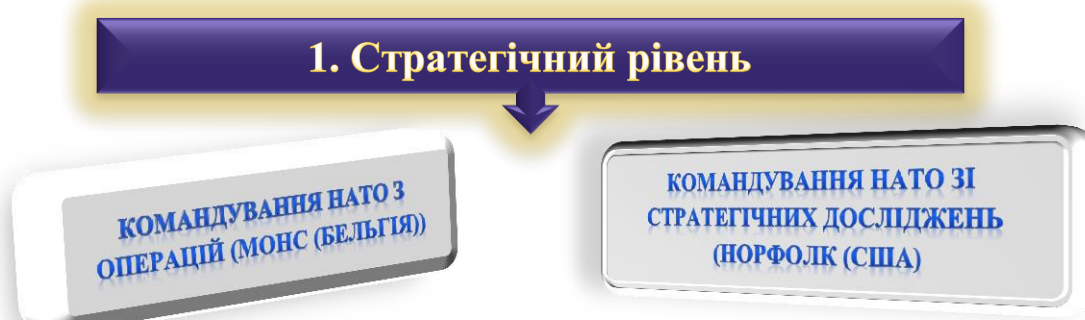 1. Стратегічний рівень
КОМАНДУВАННЯ НАТО З
ОПЕРАЦІЙ (МОНС (БЕЛЬГІЯ))
КОМАНДУВАННЯ НАТО ЗІ
СТРАТЕГІЧНИХ ДОСЛІДЖЕНЬ
(НОРФОЛК (США)